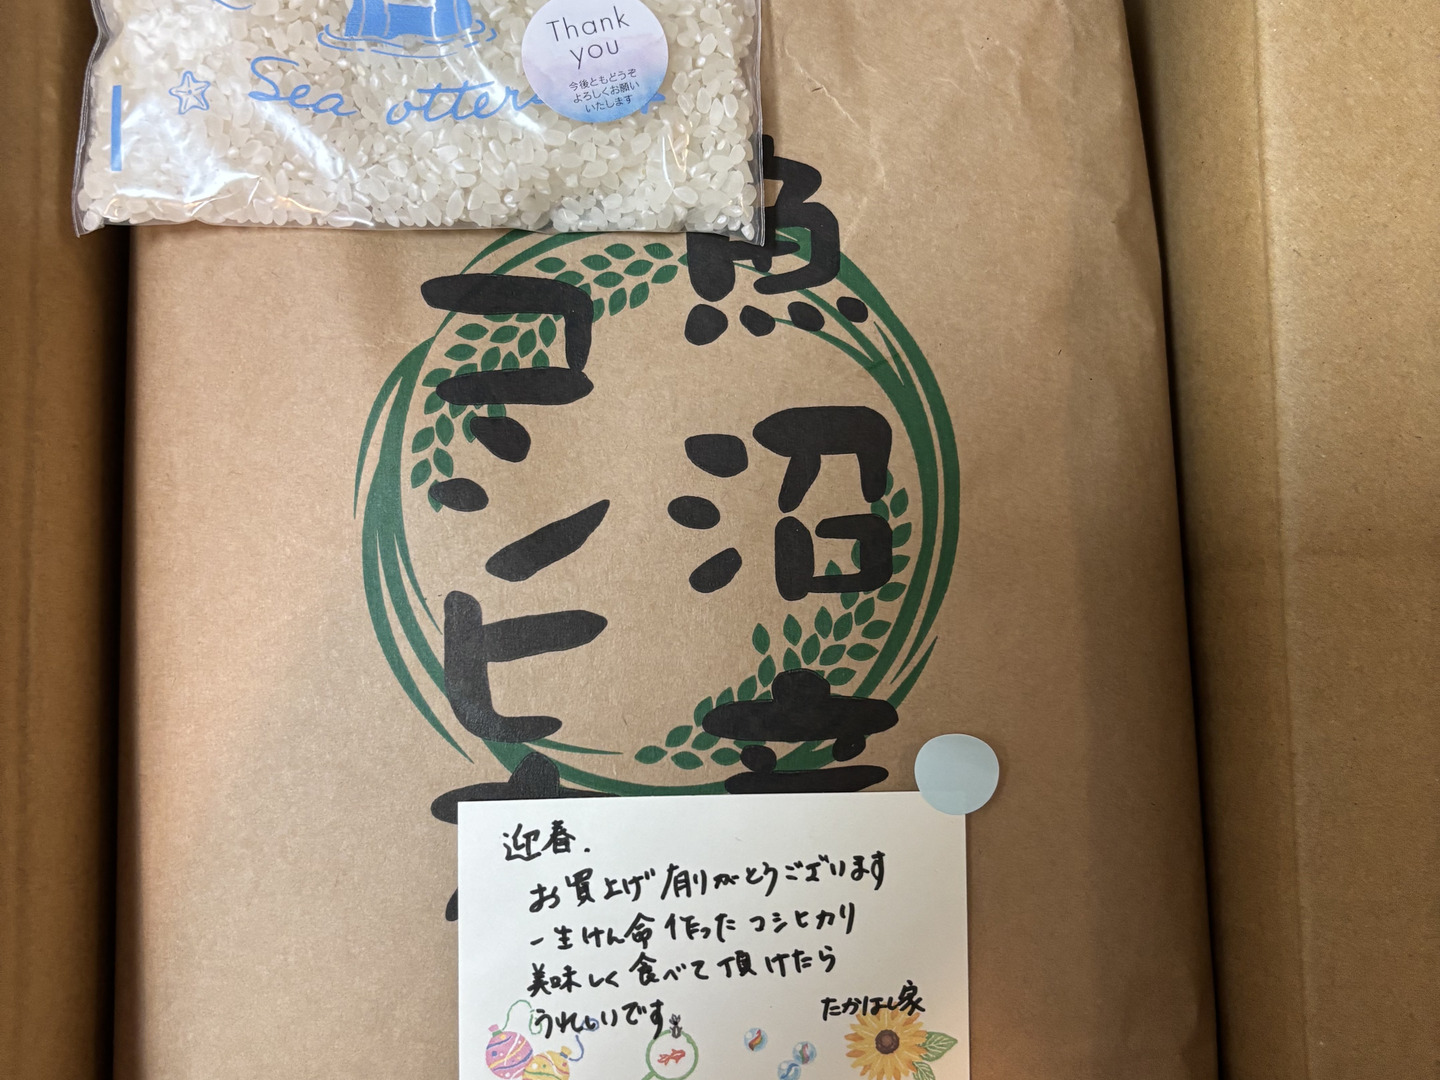 Sea otter
Thank
you
今後ともどうぞ
よろしくお願い
いたします
魚沼
コシヒ
迎春.
お買上げ有りがとうございます
一生けん命作ったコシヒカリ
美味しく食べて頂けたら
うれしいです
たかはし家